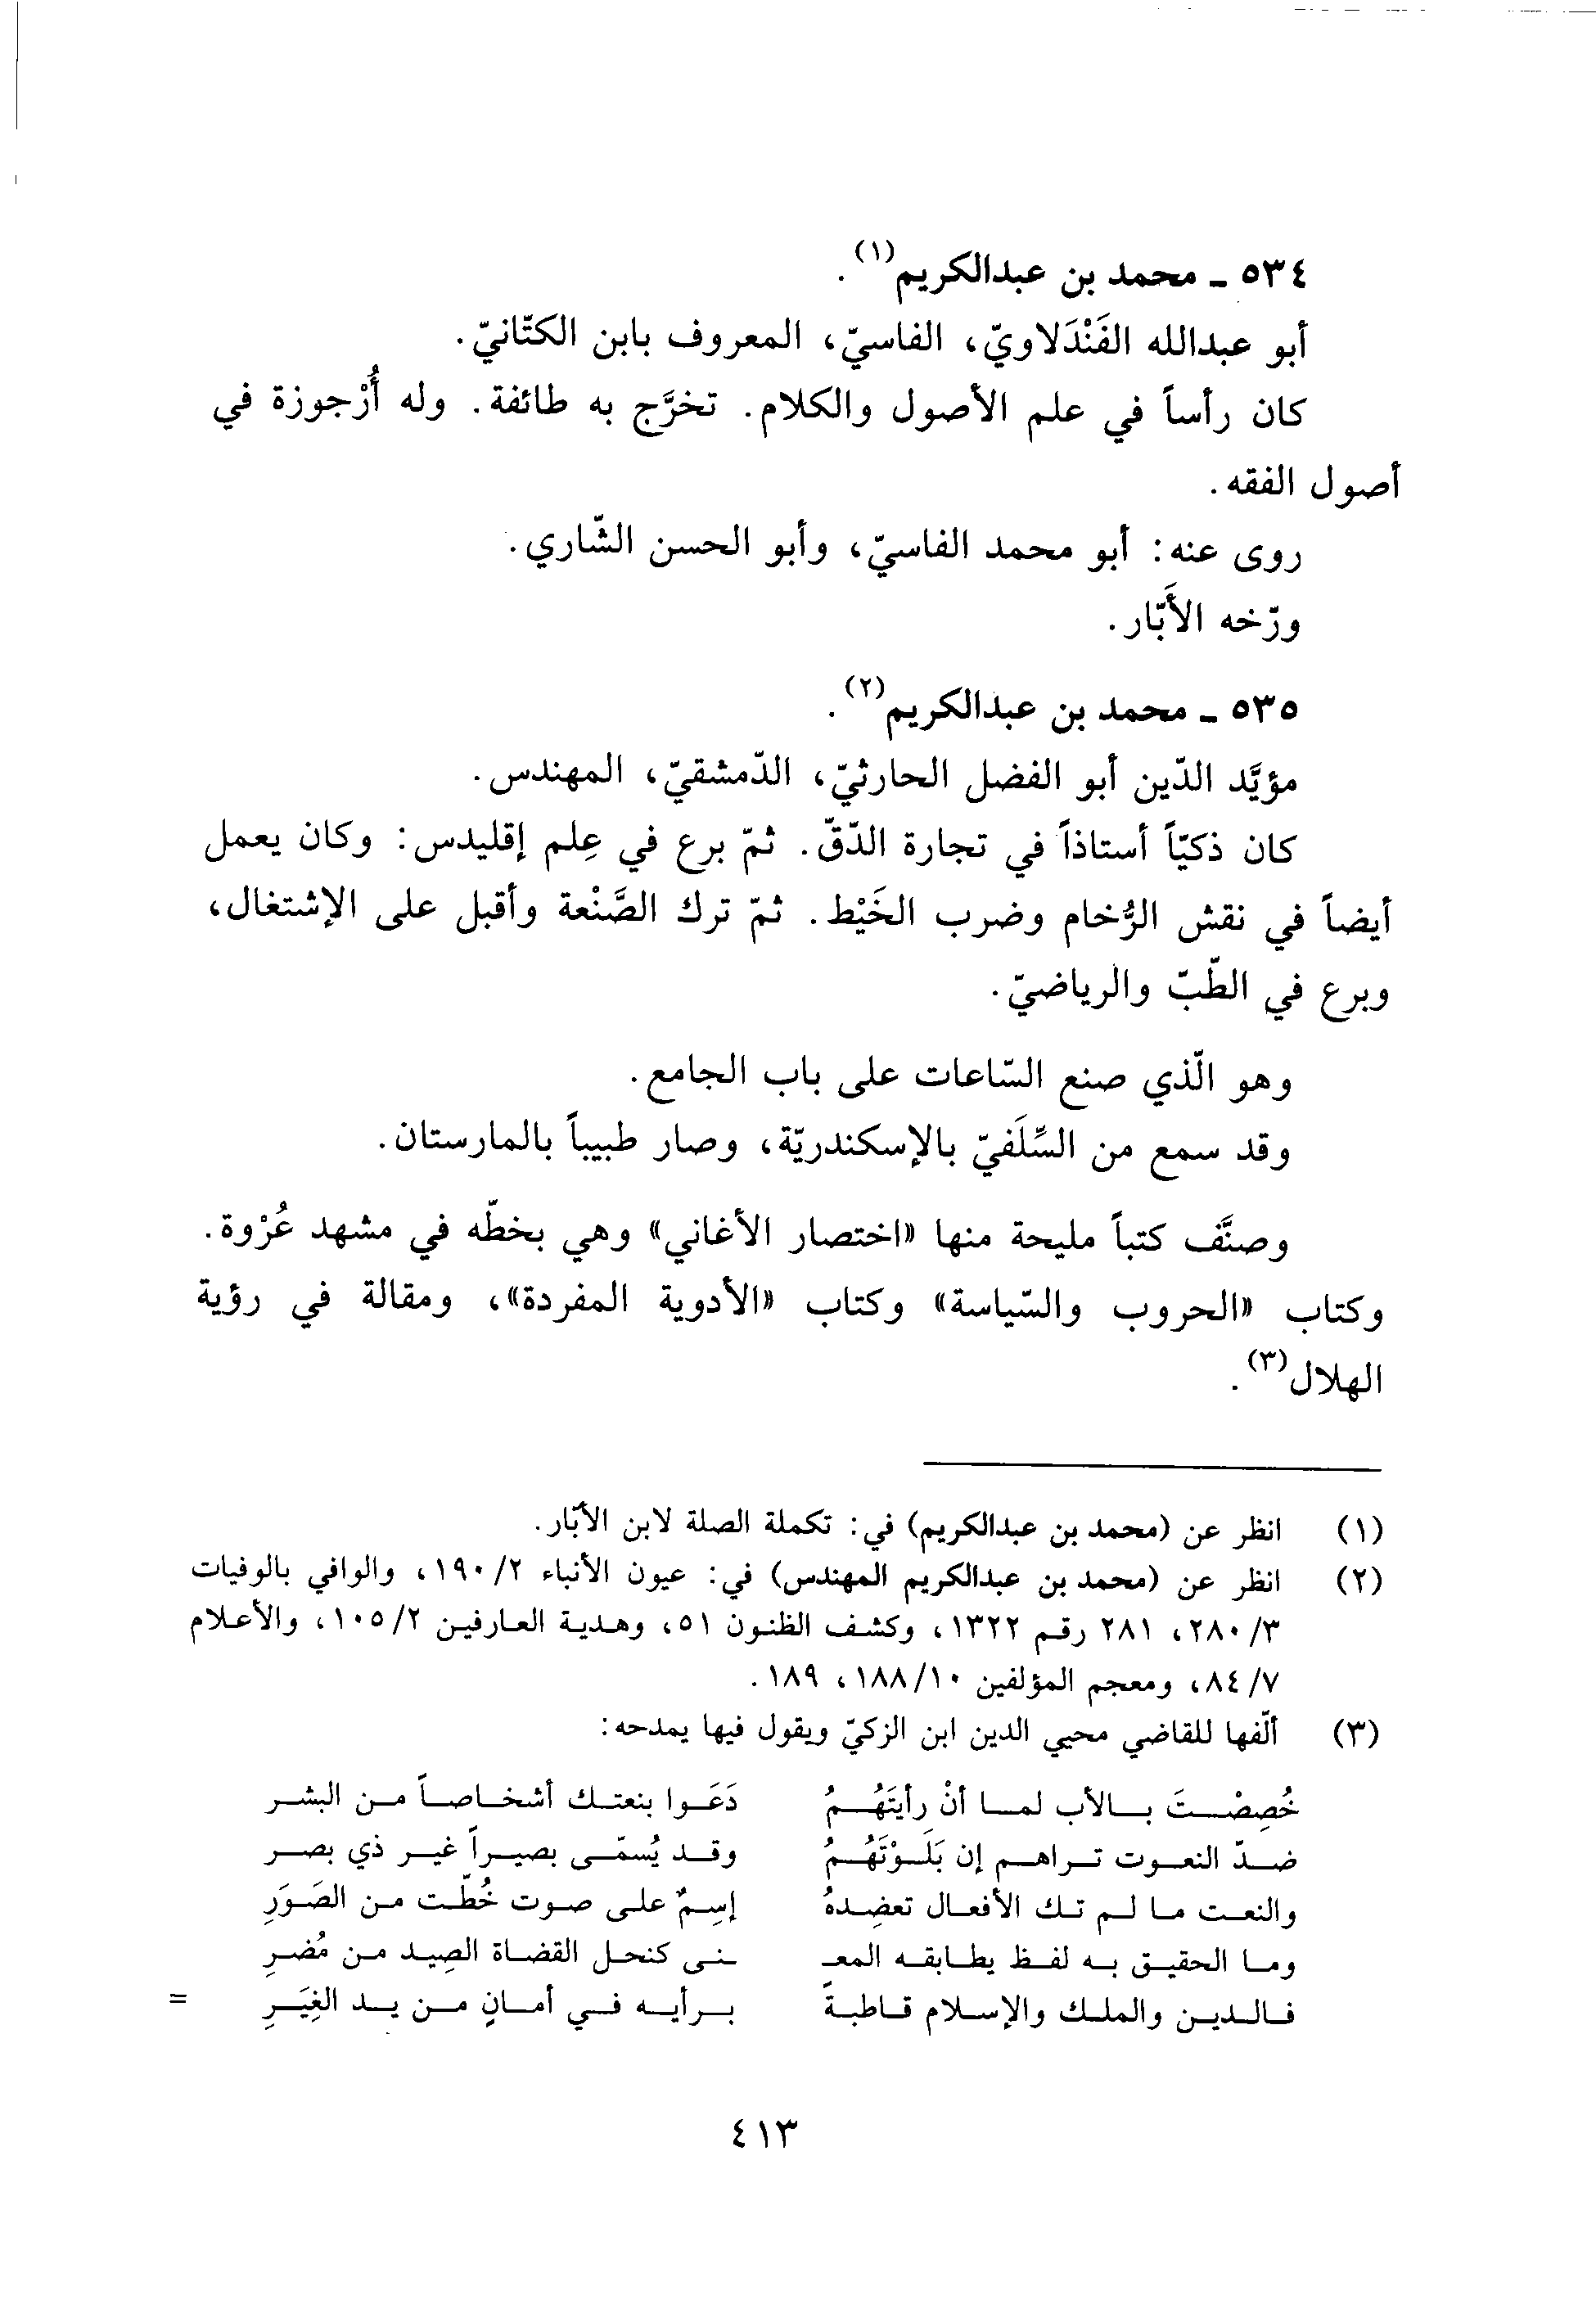 ٥٣٤ ـ محمد بن عبدالكريم(١).
أبو عبدالله الفَنْدَلاويّ، الفاسيّ، المعروف بابن الكتّانيّ.
كان رأساً في علم الأصول والكلام. تخرَّج به طائفة. وله أُرْجوزة في
أصول الفقه.
روى عنه: أبو محمد الفاسيّ، وأبو الحسن الشّاري.
ورّخه الأَبّار.
٥٣٥ ـ محمد بن عبدالكريم(٢).
مؤيَّد الدّين أبو الفضل الحارثيّ، الدّمشقيّ، المهندس.
كان ذكيّاً أستاذاً في تجارة الدّقّ. ثمّ برع في عِلم إقليدس: وكان يعمل
أيضاً في نقش الرُّخام وضرب الخَيْط. ثمّ ترك الصَّنْعة وأقبل على الإشتغال،
وبرع في الطّبّ والرياضيّ.
وهو الّذي صنع السّاعات على باب الجامع.
وقد سمع من السِّلَفيّ بالإسكندريّة، وصار طبيباً بالمارستان.
وصنَّف كتباً مليحة منها «اختصار الأغاني» وهي بخطّه في مشهد عُرْوة.
وكتاب «الحروب والسّياسة» وكتاب «الأدوية المفردة»، ومقالة في رؤية
الهلال(٣).
(١) انظر عن (محمد بن عبدالكريم) في: تكملة الصلة لابن الأبّار.
(٢) انظر عن (محمد بن عبدالكريم المهندس) في: عيون الأنباء ٢/ ١٩٠، والوافي بالوفيات
٣/ ٢٨٠، ٢٨١ رقم ١٣٢٢، وكشف الظنون ٥١، وهدية العارفين ٢/ ١٠٥، والأعلام
٧/ ٨٤، ومعجم المؤلفين ١٠/ ١٨٨، ١٨٩.
(٣) ألّفها للقاضي محيي الدين ابن الزكيّ ويقول فيها يمدحه:
خُصِصْتَ بالأب لما أنْ رأيتَهُمُ دَعَوا بنعتك أشخاصاً من البشر
ضدّ النعوت تراهم إن بَلَوْتَهُمُ وقد يُسمّى بصيراً غير ذي بصر
والنعت ما لم تك الأفعال تعضِدهُ إسِمٌ على صوت خُطّت من الصَوَرِ
وما الحقيق به لفظ يطابقه المعـ ـنى كنحل القضاة الصِيد من مُضرِ
فالدين والملك والإسلام قاطبةً برأيه في أمانٍ من يد الغِيَرِ =
٤١٣